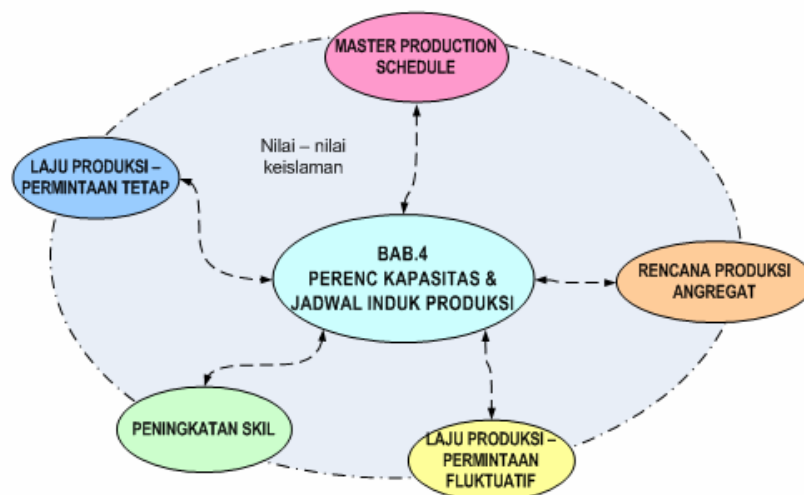 MASTER PRODUCTION
SCHEDULE
Nilai – nilai
keislaman
LAJU PRODUKSI –
PERMINTAAN TETAP
BAB.4
PERENC KAPASITAS &
JADWAL INDUK PRODUKSI
RENCANA PRODUKSI
ANGREGAT
PENINGKATAN SKIL
LAJU PRODUKSI –
PERMINTAAN
FLUKTUATIF